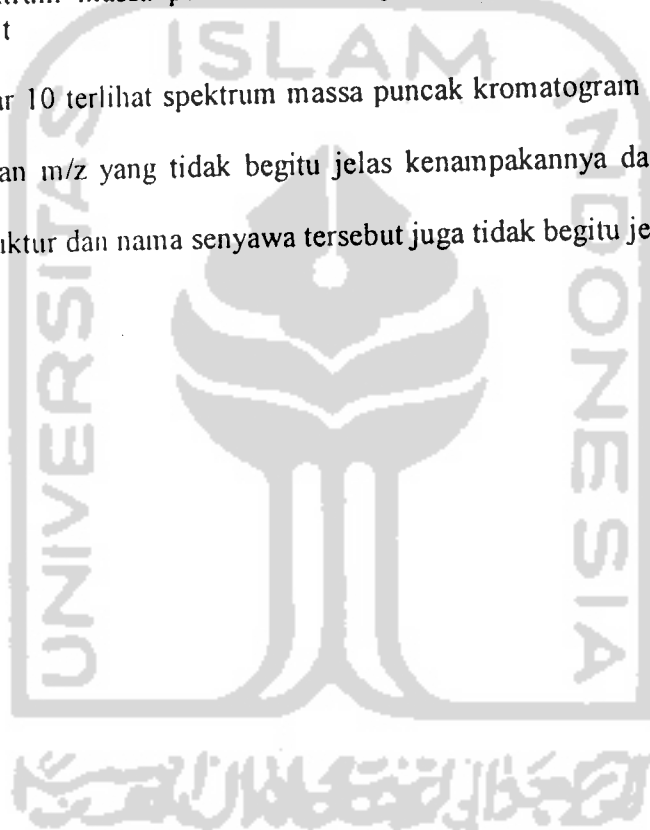 t
ISLAM
ar 10 terlihat spektrum massa puncak kromatogram
an m/z yang tidak begitu jelas kenampakannya da
uktur dan nama senyawa tersebut juga tidak begitu je
UNIVERSITAS
INDONESIA